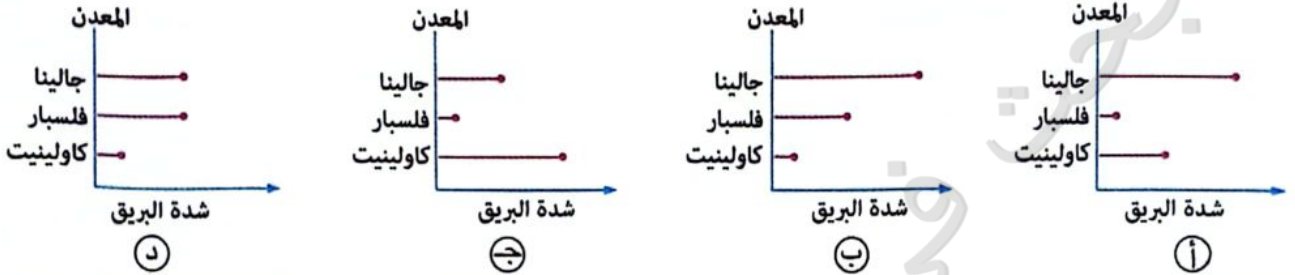 المعدن
جالينا
فلسبار
كاولينيت
شدة البريق
أ
المعدن
جالينا
فلسبار
كاولينيت
شدة البريق
ب
المعدن
جالينا
فلسبار
كاولينيت
شدة البريق
جـ
المعدن
جالينا
فلسبار
كاولينيت
شدة البريق
د